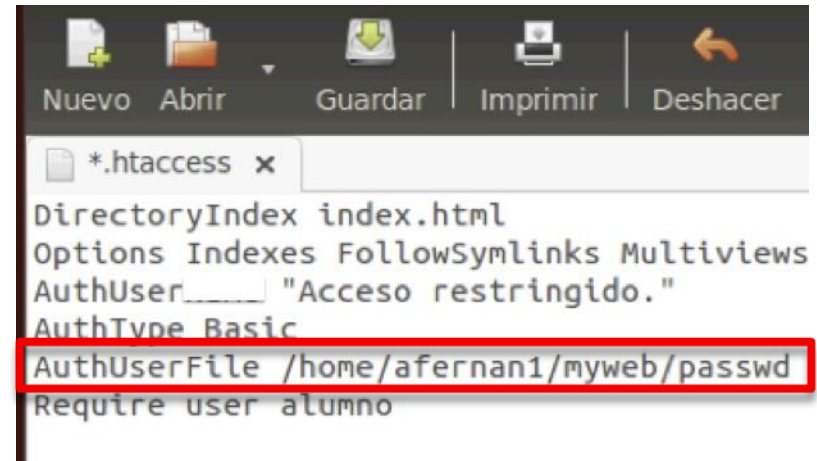 Nuevo Abrir Guardar Imprimir Deshacer
*.htaccess
DirectoryIndex index.html
Options Indexes FollowSymlinks Multiviews
AuthUser "Acceso restringido."
AuthType Basic
AuthUserFile /home/afernan1/myweb/passwd
Require user alumno